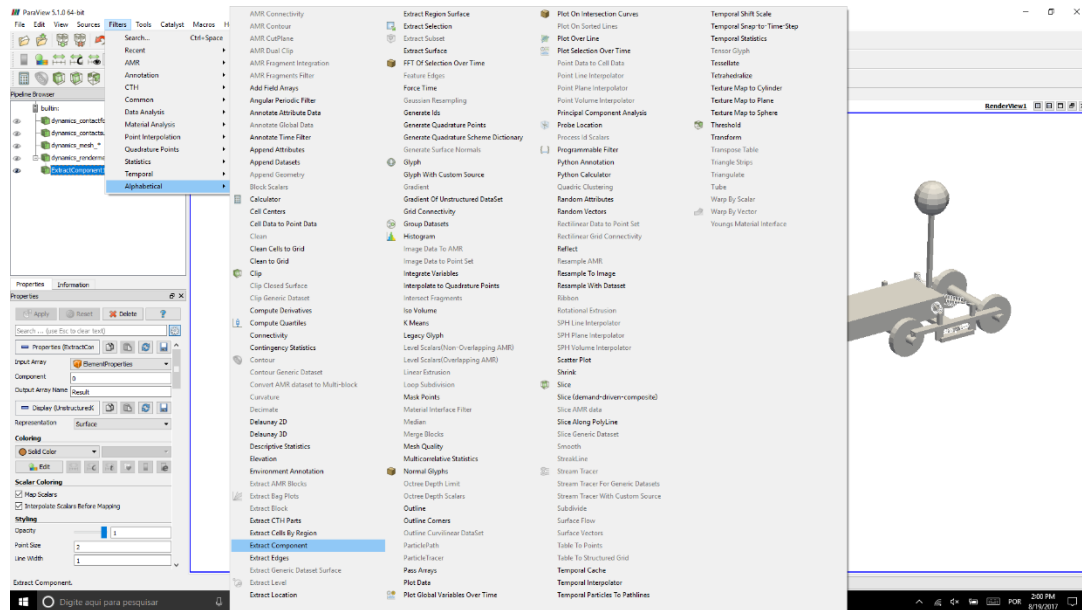 ParaView 5.1.0 64-bit
File Edit View Sources Filters Tools Catalyst Macros H
Search... Ctrl+Space
Recent
AMR
Annotation
CTH
Common
Data Analysis
Material Analysis
Point Interpolation
Quadrature Points
Statistics
Temporal
Alphabetical
Pipeline Browser
builtin:
dynamics_contactfo
dynamics_contacts.
dynamics_mesh_*
dynamics_renderme
ExtractComponent
Properties Information
Properties
Apply Reset Delete ?
Search ... (use Esc to clear text)
Properties (ExtractCon
Input Array ElementProperties
Component 0
Output Array Name Result
Display (UnstructuredG
Representation Surface
Coloring
Solid Color
Edit
Scalar Coloring
Map Scalars
Interpolate Scalars Before Mapping
Styling
Opacity 1
Point Size 2
Line Width 1
Extract Component.
AMR Connectivity
AMR Contour
AMR CutPlane
AMR Dual Clip
AMR Fragment Integration
AMR Fragments Filter
Add Field Arrays
Angular Periodic Filter
Annotate Attribute Data
Annotate Global Data
Annotate Time Filter
Append Attributes
Append Datasets
Append Geometry
Block Scalars
Calculator
Cell Centers
Cell Data to Point Data
Clean
Clean Cells to Grid
Clean to Grid
Clip
Clip Closed Surface
Clip Generic Dataset
Compute Derivatives
Compute Quartiles
Connectivity
Contingency Statistics
Contour
Contour Generic Dataset
Convert AMR dataset to Multi-block
Curvature
Decimate
Delaunay 2D
Delaunay 3D
Descriptive Statistics
Elevation
Environment Annotation
Extract AMR Blocks
Extract Bag Plots
Extract Block
Extract CTH Parts
Extract Cells By Region
Extract Component
Extract Edges
Extract Generic Dataset Surface
Extract Level
Extract Location
Extract Region Surface
Extract Selection
Extract Subset
Extract Surface
FFT Of Selection Over Time
Feature Edges
Force Time
Gaussian Resampling
Generate Ids
Generate Quadrature Points
Generate Quadrature Scheme Dictionary
Generate Surface Normals
Glyph
Glyph With Custom Source
Gradient
Gradient Of Unstructured DataSet
Grid Connectivity
Group Datasets
Histogram
Image Data To AMR
Image Data to Point Set
Integrate Variables
Interpolate to Quadrature Points
Intersect Fragments
Iso Volume
K Means
Legacy Glyph
Level Scalars(Non-Overlapping AMR)
Level Scalars(Overlapping AMR)
Linear Extrusion
Loop Subdivision
Mask Points
Material Interface Filter
Median
Merge Blocks
Mesh Quality
Multicorrelative Statistics
Normal Glyphs
Octree Depth Limit
Octree Depth Scalars
Outline
Outline Corners
Outline Curvilinear DataSet
ParticlePath
ParticleTracer
Pass Arrays
Plot Data
Plot Global Variables Over Time
Plot On Intersection Curves
Plot On Sorted Lines
Plot Over Line
Plot Selection Over Time
Point Data to Cell Data
Point Line Interpolator
Point Plane Interpolator
Point Volume Interpolator
Principal Component Analysis
Probe Location
Process Id Scalars
Programmable Filter
Python Annotation
Python Calculator
Quadric Clustering
Random Attributes
Random Vectors
Rectilinear Data to Point Set
Rectilinear Grid Connectivity
Reflect
Resample AMR
Resample To Image
Resample With Dataset
Ribbon
Rotational Extrusion
SPH Line Interpolator
SPH Plane Interpolator
SPH Volume Interpolator
Scatter Plot
Shrink
Slice
Slice (demand-driven-composite)
Slice AMR data
Slice Along PolyLine
Slice Generic Dataset
Smooth
StreakLine
Stream Tracer
Stream Tracer For Generic Datasets
Stream Tracer With Custom Source
Subdivide
Surface Flow
Surface Vectors
Table To Points
Table To Structured Grid
Temporal Cache
Temporal Interpolator
Temporal Particles To Pathlines
Temporal Shift Scale
Temporal Snap-to-Time-Step
Temporal Statistics
Tensor Glyph
Tessellate
Tetrahedralize
Texture Map to Cylinder
Texture Map to Plane
Texture Map to Sphere
Threshold
Transform
Transpose Table
Triangle Strips
Triangulate
Tube
Warp By Scalar
Warp By Vector
Youngs Material Interface
RenderView1
Digite aqui para pesquisar
POR
2:00 PM
8/19/2017